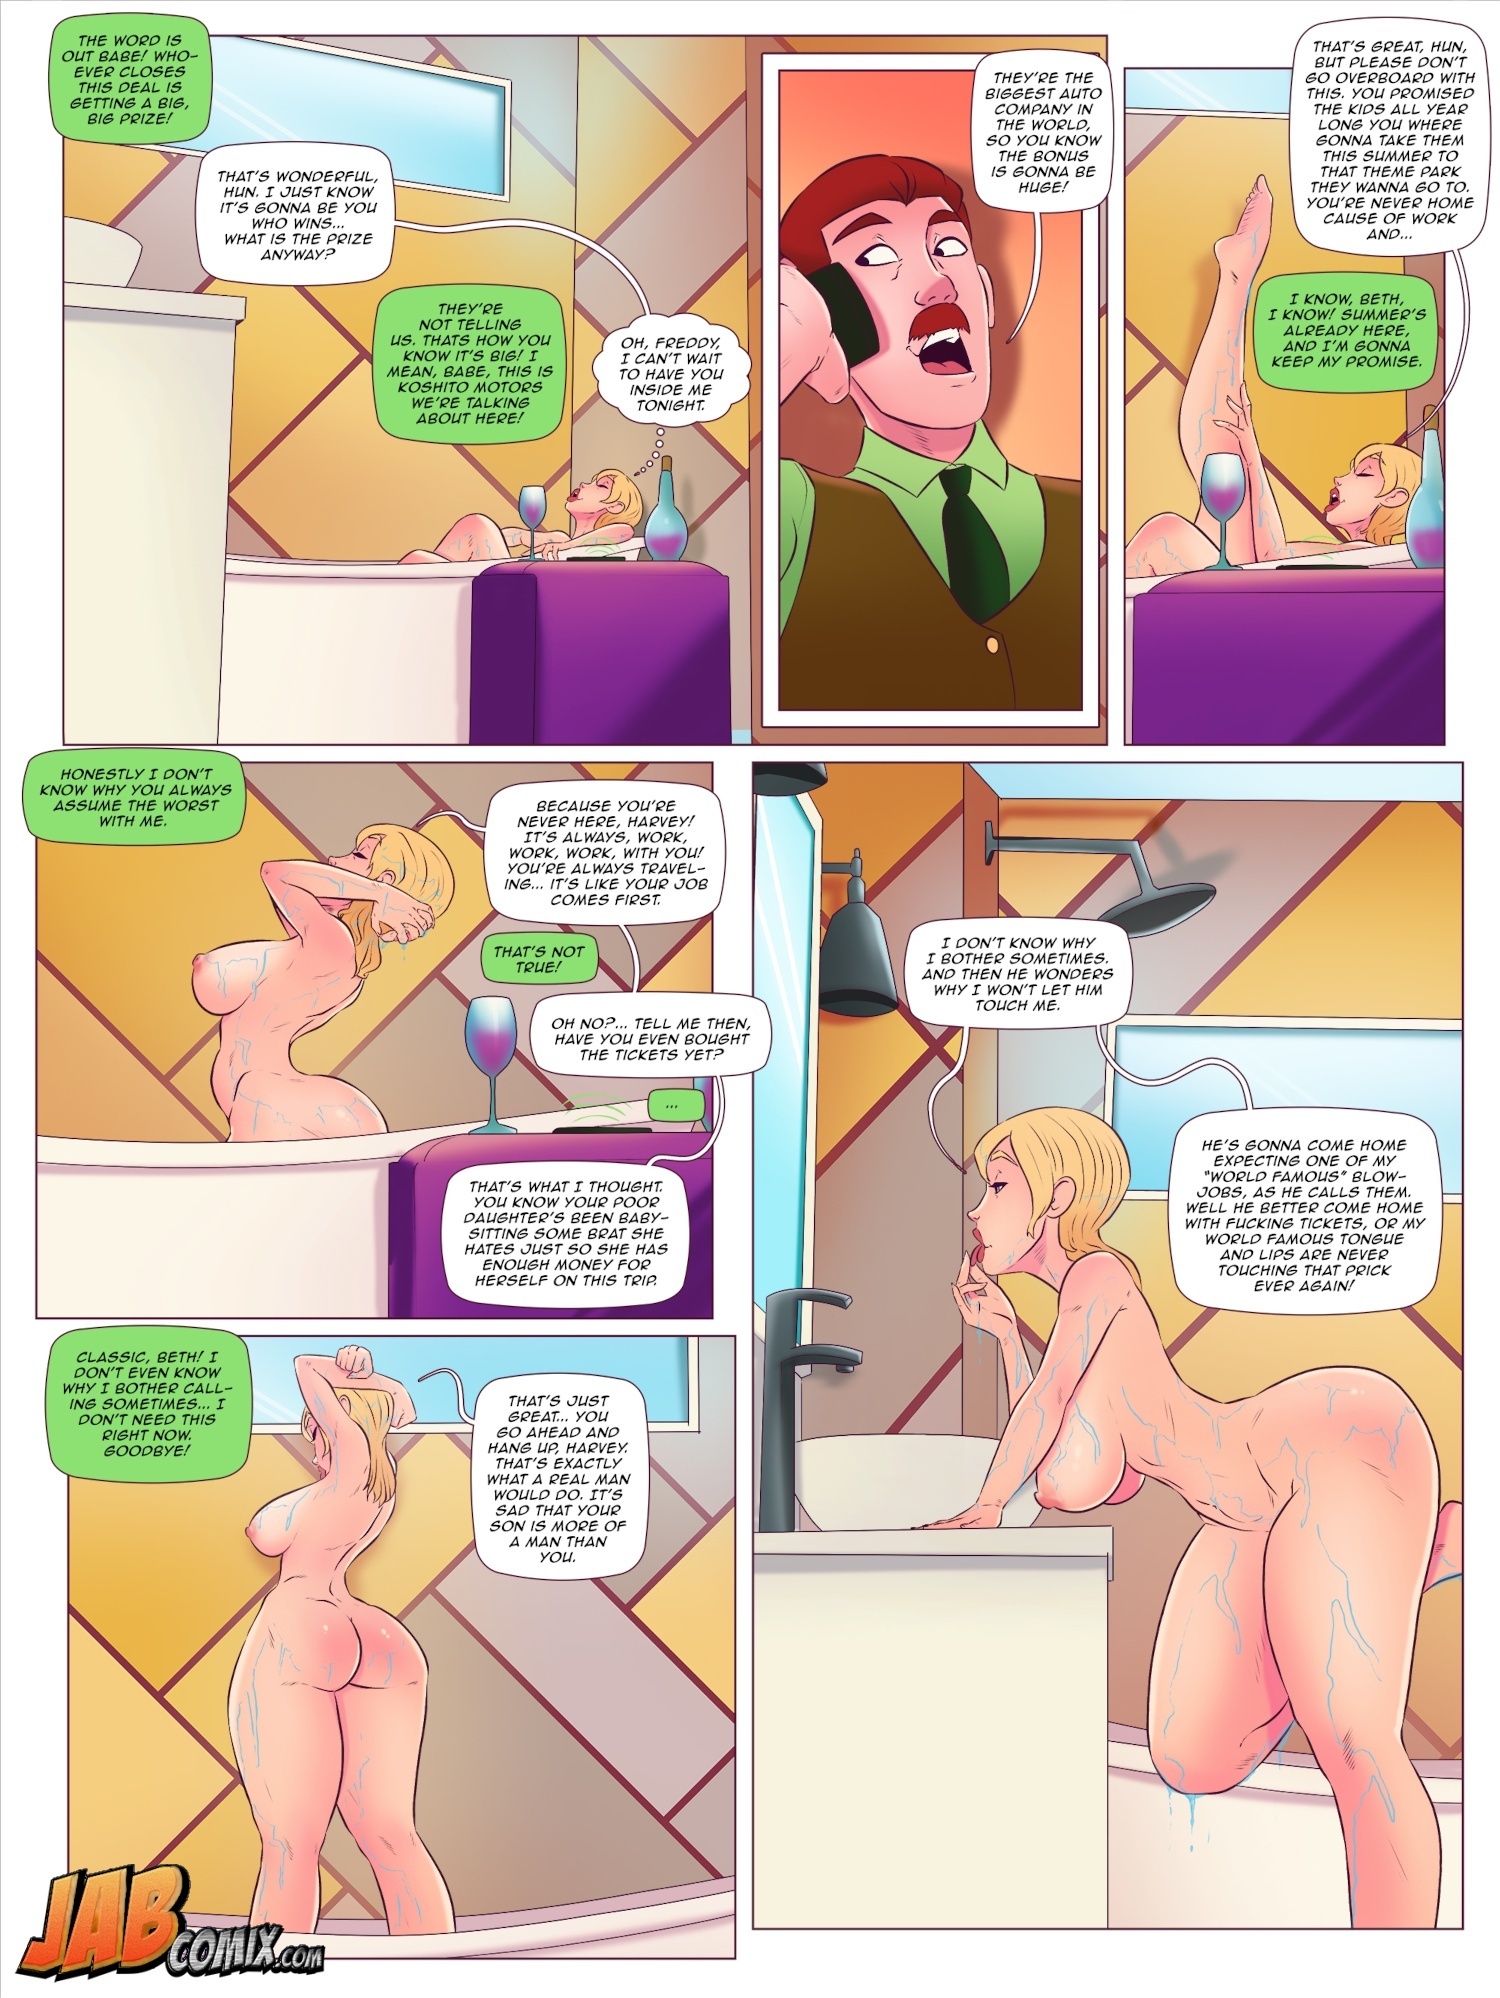 THE WORD IS
OUT BABE! WHO-
EVER CLOSES
THIS DEAL IS
GETTING A BIG,
BIG PRIZE!
THAT'S WONDERFUL,
HUN. I JUST KNOW
IT'S GONNA BE YOU
WHO WINS...
WHAT IS THE PRIZE
ANYWAY?
THEY'RE
NOT TELLING
US. THATS HOW YOU
KNOW IT'S BIG! I
MEAN, BABE, THIS IS
KOSHITO MOTORS
WE'RE TALKING
ABOUT HERE!
OH, FREDDY,
I CAN'T WAIT
TO HAVE YOU
INSIDE ME
TONIGHT.
THEY'RE THE
BIGGEST AUTO
COMPANY IN
THE WORLD,
SO YOU KNOW
THE BONUS
IS GONNA BE
HUGE!
THAT'S GREAT, HUN,
BUT PLEASE DON'T
GO OVERBOARD WITH
THIS. YOU PROMISED
THE KIDS ALL YEAR
LONG YOU WHERE
GONNA TAKE THEM
THIS SUMMER TO
THAT THEME PARK
THEY WANNA GO TO.
YOU'RE NEVER HOME
CAUSE OF WORK
AND...
I KNOW, BETH,
I KNOW! SUMMER'S
ALREADY HERE,
AND I'M GONNA
KEEP MY PROMISE.
HONESTLY I DON'T
KNOW WHY YOU ALWAYS
ASSUME THE WORST
WITH ME.
BECAUSE YOU'RE
NEVER HERE, HARVEY!
IT'S ALWAYS, WORK,
WORK, WORK, WITH YOU!
YOU'RE ALWAYS TRAVEL-
ING... IT'S LIKE YOUR JOB
COMES FIRST.
THAT'S NOT
TRUE!
OH NO?... TELL ME THEN,
HAVE YOU EVEN BOUGHT
THE TICKETS YET?
...
THAT'S WHAT I THOUGHT.
YOU KNOW YOUR POOR
DAUGHTER'S BEEN BABY-
SITTING SOME BRAT SHE
HATES JUST SO SHE HAS
ENOUGH MONEY FOR
HERSELF ON THIS TRIP.
CLASSIC, BETH! I
DON'T EVEN KNOW
WHY I BOTHER CALL-
ING SOMETIMES... I
DON'T NEED THIS
RIGHT NOW.
GOODBYE!
THAT'S JUST
GREAT... YOU
GO AHEAD AND
HANG UP, HARVEY.
THAT'S EXACTLY
WHAT A REAL MAN
WOULD DO. IT'S
SAD THAT YOUR
SON IS MORE OF
A MAN THAN
YOU.
I DON'T KNOW WHY
I BOTHER SOMETIMES.
AND THEN HE WONDERS
WHY I WON'T LET HIM
TOUCH ME.
HE'S GONNA COME HOME
EXPECTING ONE OF MY
"WORLD FAMOUS" BLOW-
JOBS, AS HE CALLS THEM.
WELL HE BETTER COME HOME
WITH FUCKING TICKETS, OR MY
WORLD FAMOUS TONGUE
AND LIPS ARE NEVER
TOUCHING THAT PRICK
EVER AGAIN!
JAB
COMIX.com